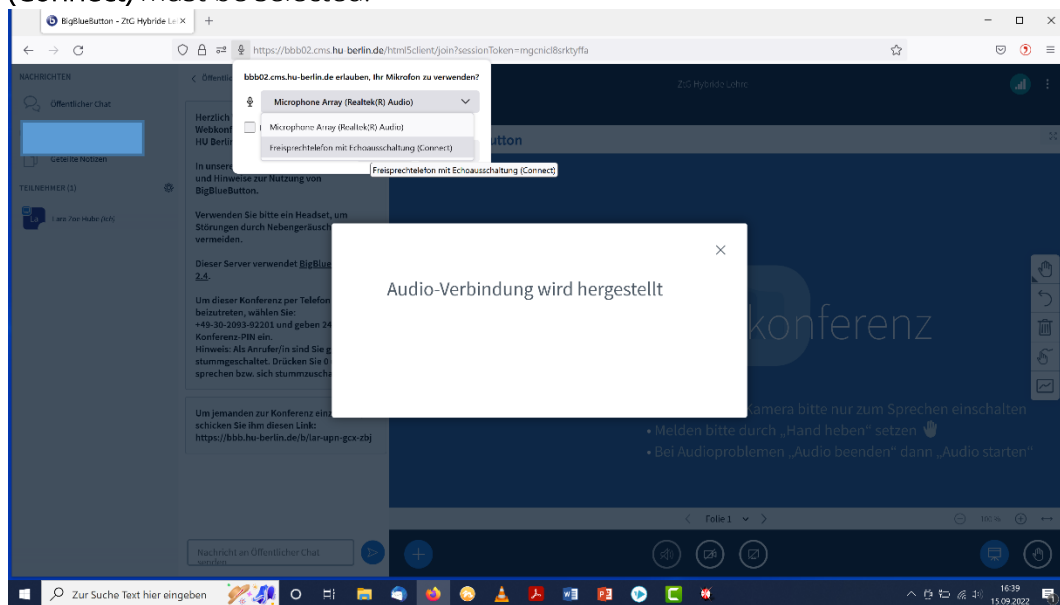 (Connect) must be selected.
BigBlueButton - ZtG Hybride Le
https://bbb02.cms.hu-berlin.de/html5client/join?sessionToken=mgcnicl8srktyffa
bbb02.cms.hu-berlin.de erlauben, Ihr Mikrofon zu verwenden?
Microphone Array (Realtek(R) Audio)
Microphone Array (Realtek(R) Audio)
Freisprechtelefon mit Echoausschaltung (Connect)
Freisprechtelefon mit Echoausschaltung (Connect)
NACHRICHTEN
Öffentlicher Chat
Geteilte Notizen
TEILNEHMER (1)
La
Öffentlic
Herzlich
Webkonf
HU Berli
In unsere
und Hinweise zur Nutzung von
BigBlueButton.
Verwenden Sie bitte ein Headset, um
Störungen durch Nebengeräusch
vermeiden.
Dieser Server verwendet BigBlue
2.4.
Um dieser Konferenz per Telefon
beizutreten, wählen Sie:
+49-30-2093-92201 und geben 24
Konferenz-PIN ein.
Hinweis: Als Anrufer/in sind Sie g
stummgeschaltet. Drücken Sie 0
sprechen bzw. sich stummzuscha
Um jemanden zur Konferenz einz
schicken Sie ihm diesen Link:
https://bbb.hu-berlin.de/b/lar-upn-gcx-zbj
Nachricht an Öffentlicher Chat
senden
ZtG Hybride Lehre
al
utton
Audio-Verbindung wird hergestellt
konferenz
Kamera bitte nur zum Sprechen einschalten
• Melden bitte durch „Hand heben“ setzen
• Bei Audioproblemen „Audio beenden“ dann „Audio starten“
Folie 1
100 %
Zur Suche Text hier eingeben
16:39
15.09.2022